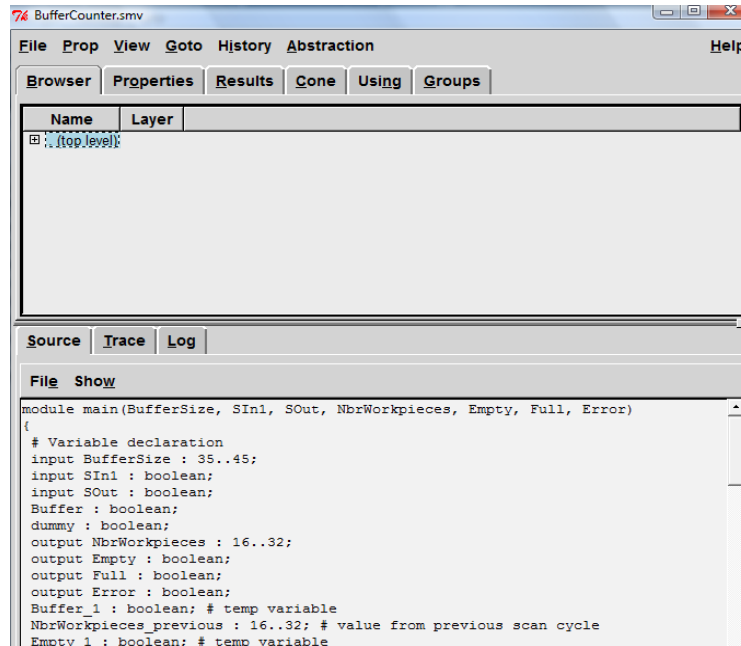 BufferCounter.smv
File Prop View Goto History Abstraction Help
Browser Properties Results Cone Using Groups
Name Layer
(top level)
Source Trace Log
File Show
module main(BufferSize, SIn1, SOut, NbrWorkpieces, Empty, Full, Error)
{
# Variable declaration
input BufferSize : 35..45;
input SIn1 : boolean;
input SOut : boolean;
Buffer : boolean;
dummy : boolean;
output NbrWorkpieces : 16..32;
output Empty : boolean;
output Full : boolean;
output Error : boolean;
Buffer_1 : boolean; # temp variable
NbrWorkpieces_previous : 16..32; # value from previous scan cycle
Empty_1 : boolean; # temp variable